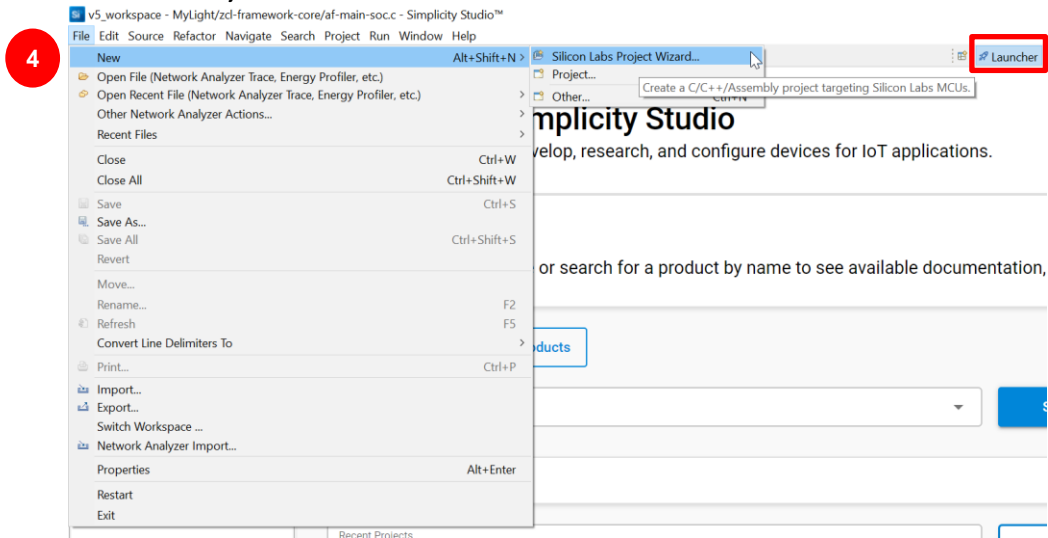 v5_workspace - MyLight/zcl-framework-core/af-main-soc.c - Simplicity Studio™
File Edit Source Refactor Navigate Search Project Run Window Help
4
New Alt+Shift+N >
Silicon Labs Project Wizard...
Launcher
Open File (Network Analyzer Trace, Energy Profiler, etc.)
Project...
Create a C/C++/Assembly project targeting Silicon Labs MCUs.
Open Recent File (Network Analyzer Trace, Energy Profiler, etc.) >
Other... Ctrl+N
Other Network Analyzer Actions... >
mplicity Studio
Recent Files >
velop, research, and configure devices for IoT applications.
Close Ctrl+W
Close All Ctrl+Shift+W
Save Ctrl+S
Save As...
Save All Ctrl+Shift+S
Revert
or search for a product by name to see available documentation,
Move...
Rename... F2
Refresh F5
Convert Line Delimiters To >
oducts
Print... Ctrl+P
Import...
Export...
S
Switch Workspace ...
Network Analyzer Import...
Properties Alt+Enter
Restart
Exit
Recent Projects